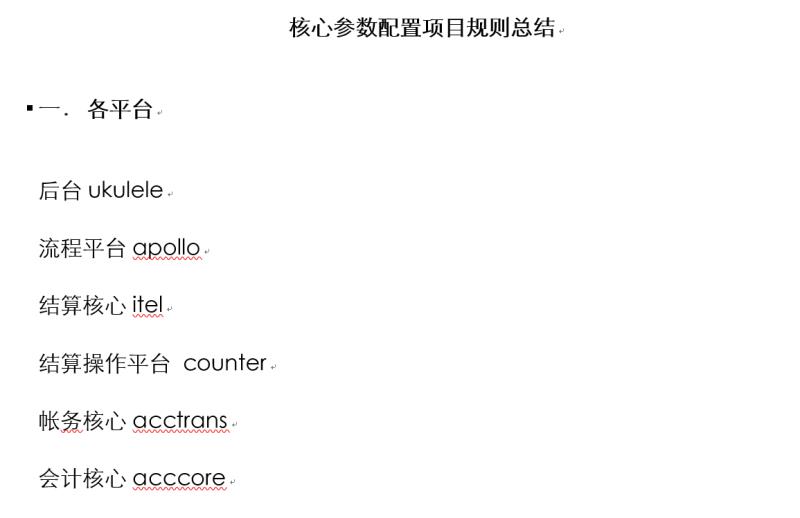 核心参数配置项目规则总结
一． 各平台
后台 ukulele
流程平台 apollo
结算核心 itel
结算操作平台 counter
帐务核心 acctrans
会计核心 acccore